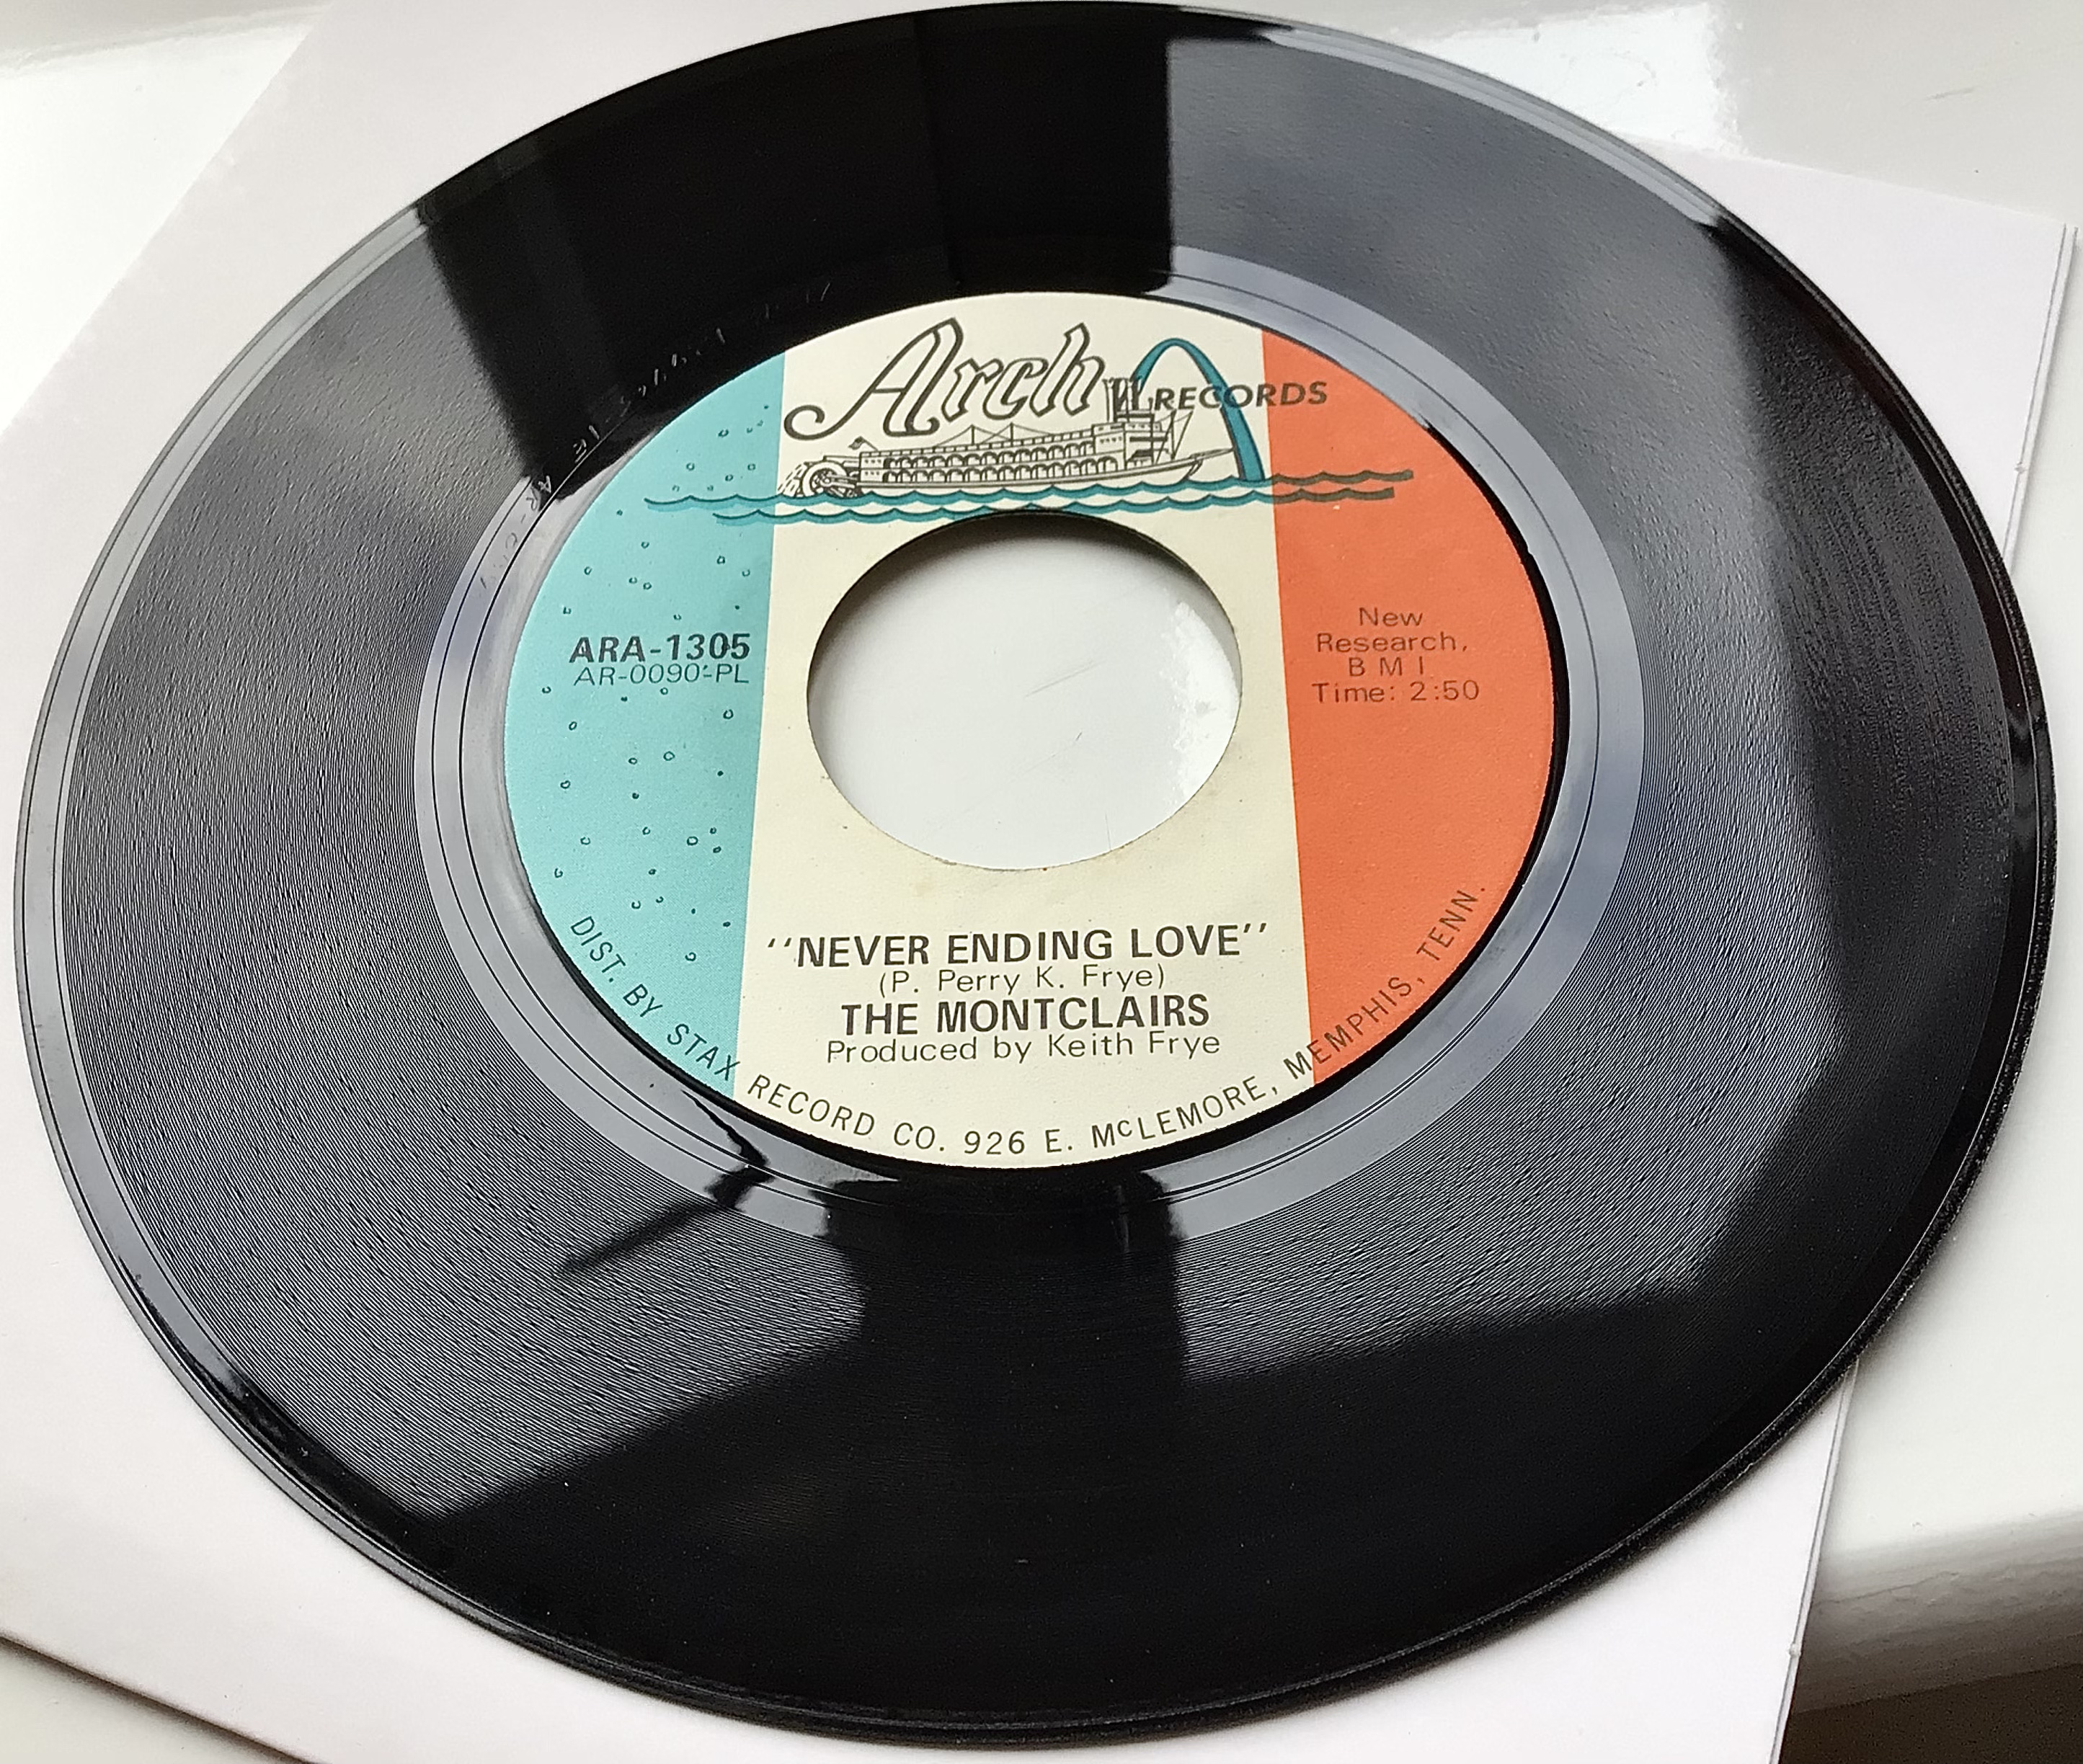 Arch RECORDS
ARA-1305
AR-0090-PL
New
Research,
B M I
Time: 2:50
"NEVER ENDING LOVE"
(P. Perry K. Frye)
THE MONTCLAIRS
Produced by Keith Frye
DIST. BY STAX RECORD CO. 926 E. McLEMORE, MEMPHIS, TENN.